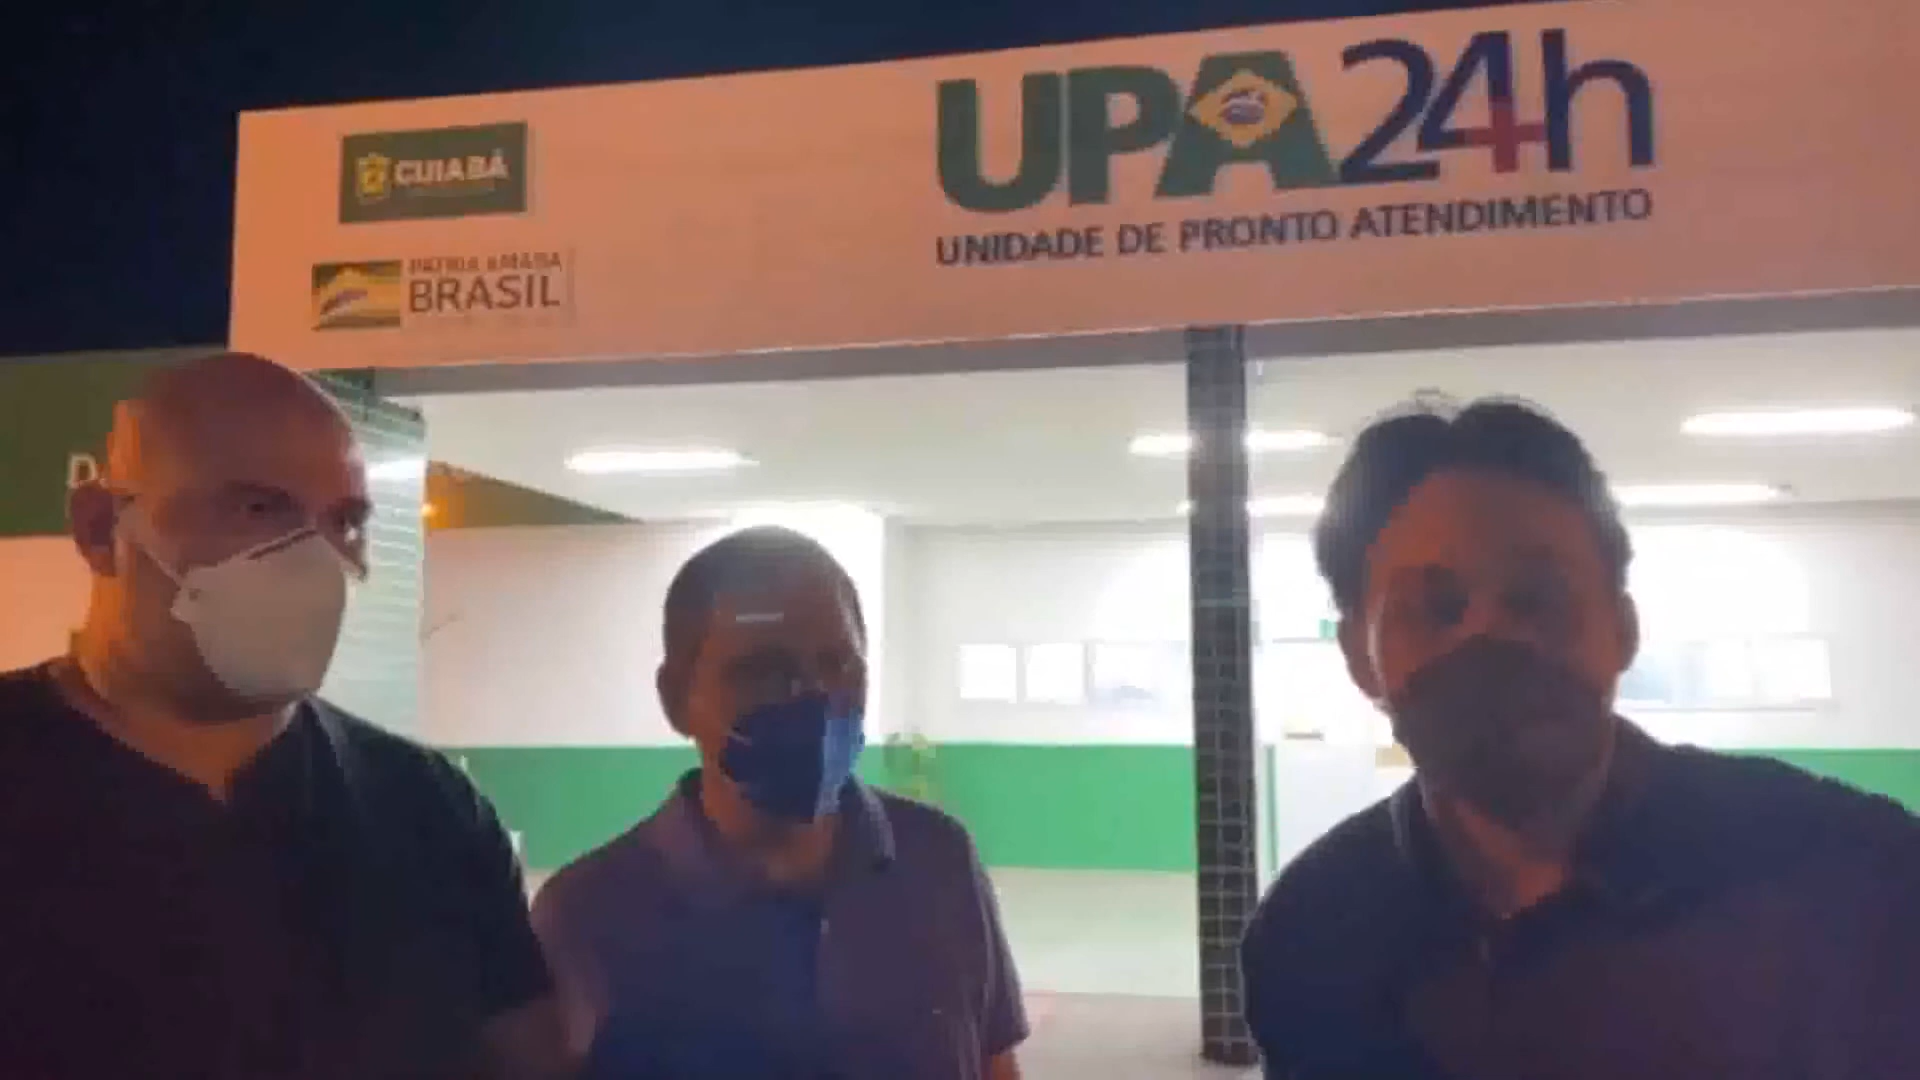 UPA24h
UNIDADE DE PRONTO ATENDIMENTO
CUIABÁ
PÁTRIA AMADA
BRASIL